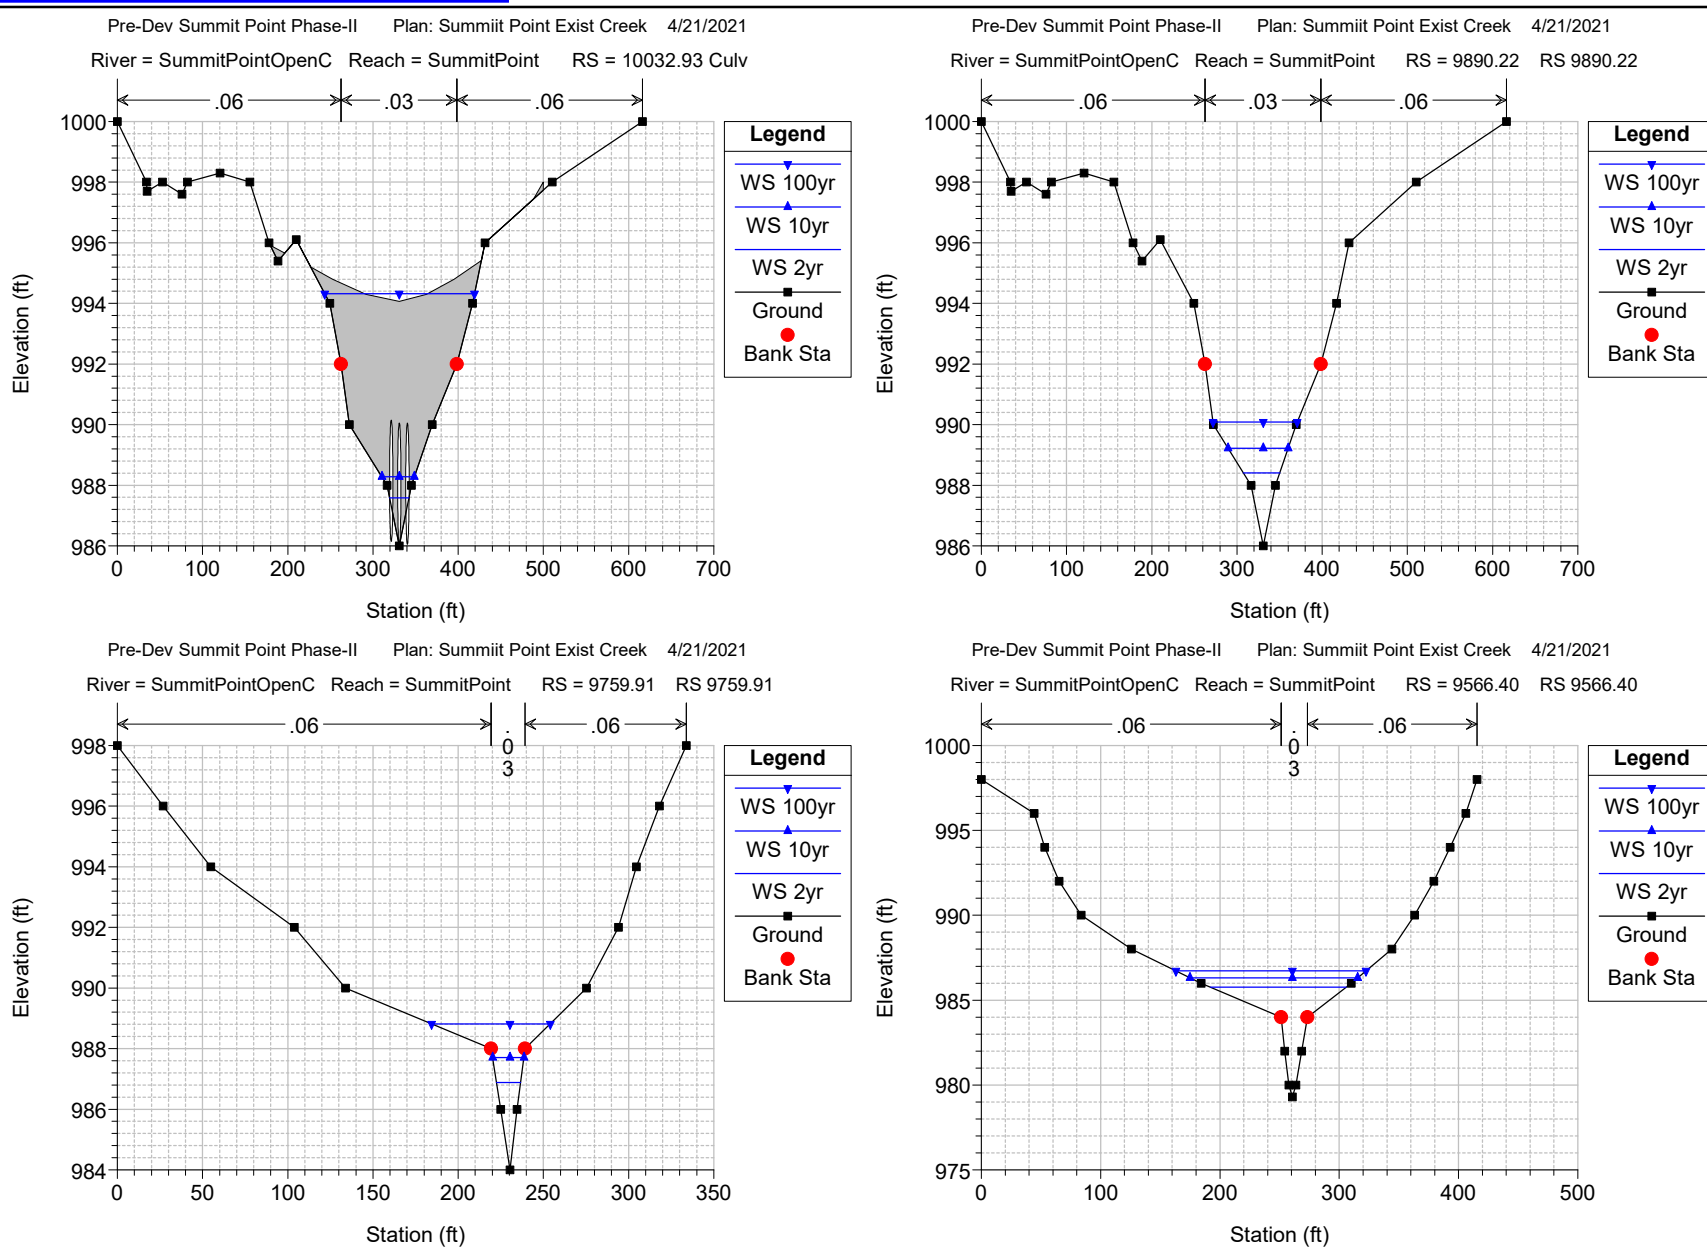 Pre-Dev Summit Point Phase-II Plan: Summiit Point Exist Creek 4/21/2021
River = SummitPointOpenC Reach = SummitPoint RS = 10032.93 Culv
.06 .03 .06
1000
998
996
994
992
990
988
986
Elevation (ft)
0 100 200 300 400 500 600 700
Station (ft)
Legend
WS 100yr
WS 10yr
WS 2yr
Ground
Bank Sta
Pre-Dev Summit Point Phase-II Plan: Summiit Point Exist Creek 4/21/2021
River = SummitPointOpenC Reach = SummitPoint RS = 9890.22 RS 9890.22
.06 .03 .06
1000
998
996
994
992
990
988
986
Elevation (ft)
0 100 200 300 400 500 600 700
Station (ft)
Legend
WS 100yr
WS 10yr
WS 2yr
Ground
Bank Sta
Pre-Dev Summit Point Phase-II Plan: Summiit Point Exist Creek 4/21/2021
River = SummitPointOpenC Reach = SummitPoint RS = 9759.91 RS 9759.91
.06 .03 .06
998
996
994
992
990
988
986
984
Elevation (ft)
0 50 100 150 200 250 300 350
Station (ft)
Legend
WS 100yr
WS 10yr
WS 2yr
Ground
Bank Sta
Pre-Dev Summit Point Phase-II Plan: Summiit Point Exist Creek 4/21/2021
River = SummitPointOpenC Reach = SummitPoint RS = 9566.40 RS 9566.40
.06 .03 .06
1000
995
990
985
980
975
Elevation (ft)
0 100 200 300 400 500
Station (ft)
Legend
WS 100yr
WS 10yr
WS 2yr
Ground
Bank Sta